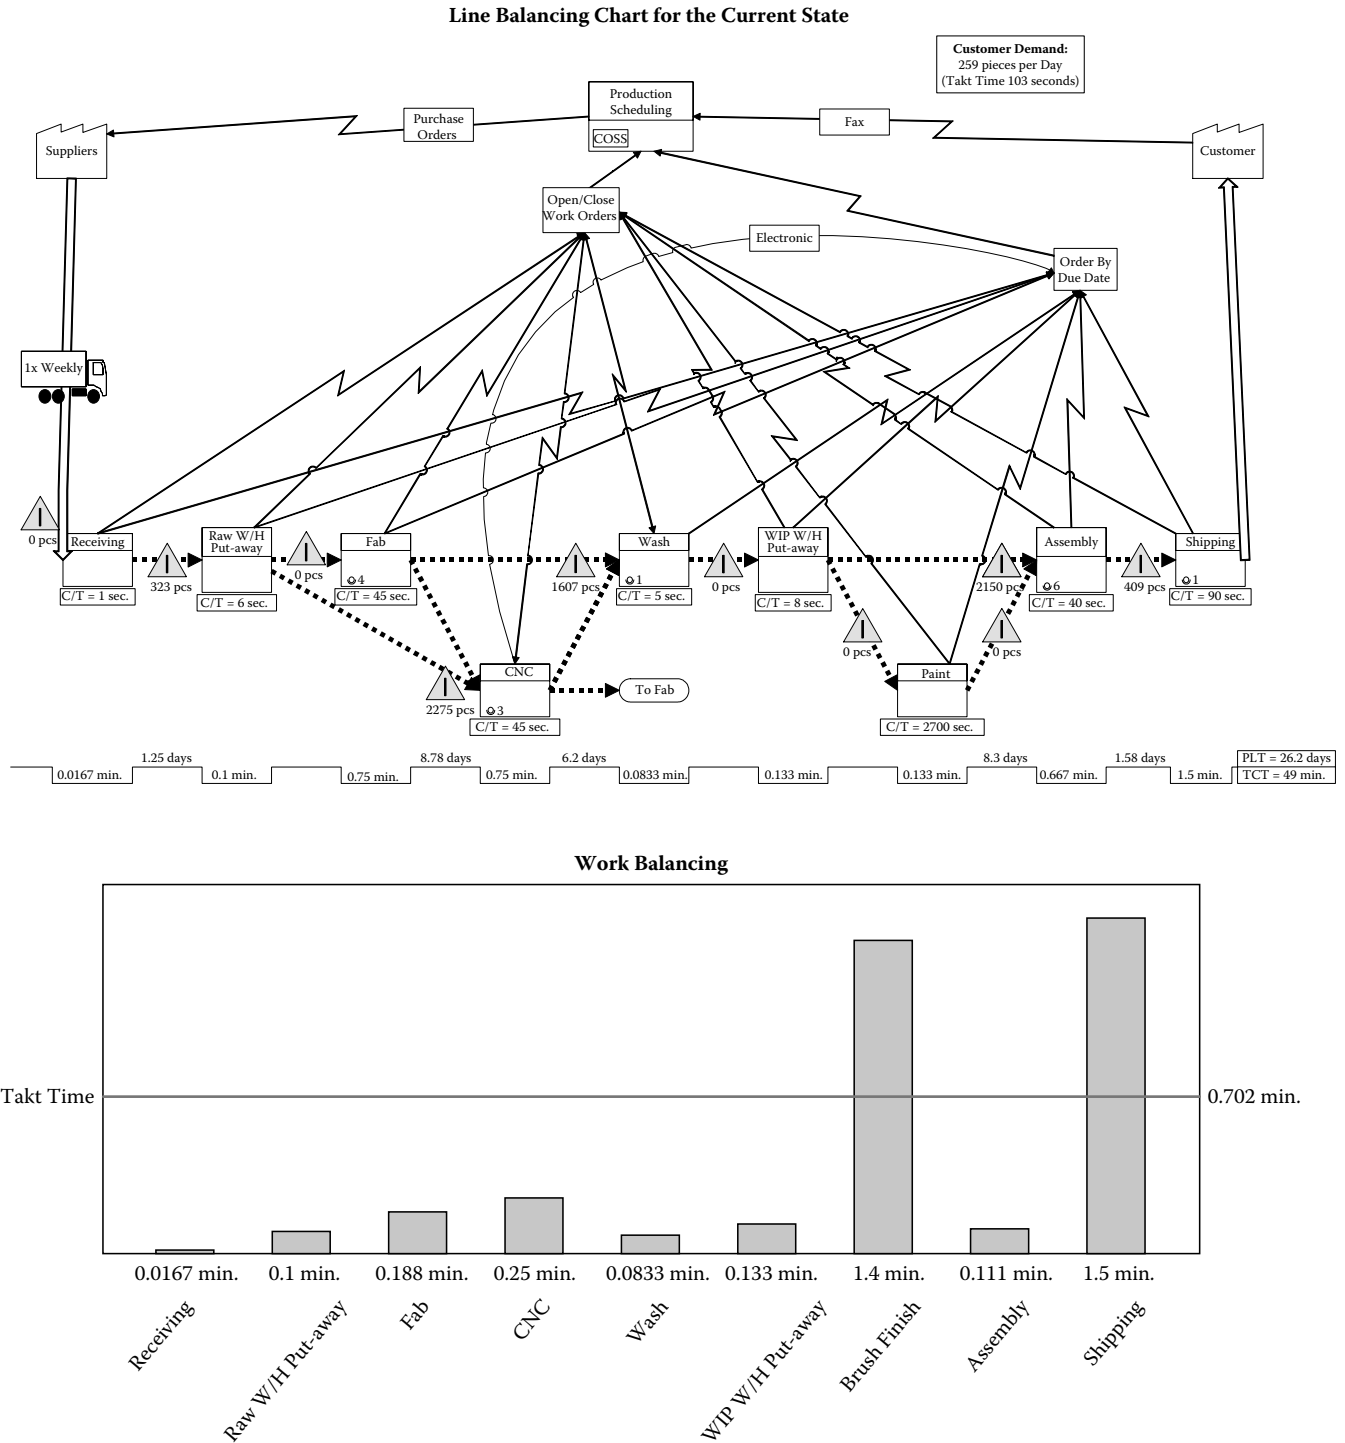 Line Balancing Chart for the Current State
Customer Demand:
259 pieces per Day
(Takt Time 103 seconds)
Production
Scheduling
COSS
Purchase
Orders
Fax
Suppliers
Customer
Open/Close
Work Orders
Electronic
Order By
Due Date
1x Weekly
0 pcs
Receiving
C/T = 1 sec.
323 pcs
Raw W/H
Put-away
C/T = 6 sec.
0 pcs
Fab
4
C/T = 45 sec.
1607 pcs
Wash
1
C/T = 5 sec.
0 pcs
WIP W/H
Put-away
C/T = 8 sec.
2150 pcs
Assembly
6
C/T = 40 sec.
409 pcs
Shipping
1
C/T = 90 sec.
0 pcs
0 pcs
2275 pcs
CNC
3
C/T = 45 sec.
To Fab
Paint
C/T = 2700 sec.
1.25 days
8.78 days
6.2 days
8.3 days
1.58 days
PLT = 26.2 days
0.0167 min.
0.1 min.
0.75 min.
0.75 min.
0.0833 min.
0.133 min.
0.133 min.
0.667 min.
1.5 min.
TCT = 49 min.
Work Balancing
Takt Time
0.702 min.
0.0167 min.
0.1 min.
0.188 min.
0.25 min.
0.0833 min.
0.133 min.
1.4 min.
0.111 min.
1.5 min.
Receiving
Raw W/H Put-away
Fab
CNC
Wash
WIP W/H Put-away
Brush Finish
Assembly
Shipping